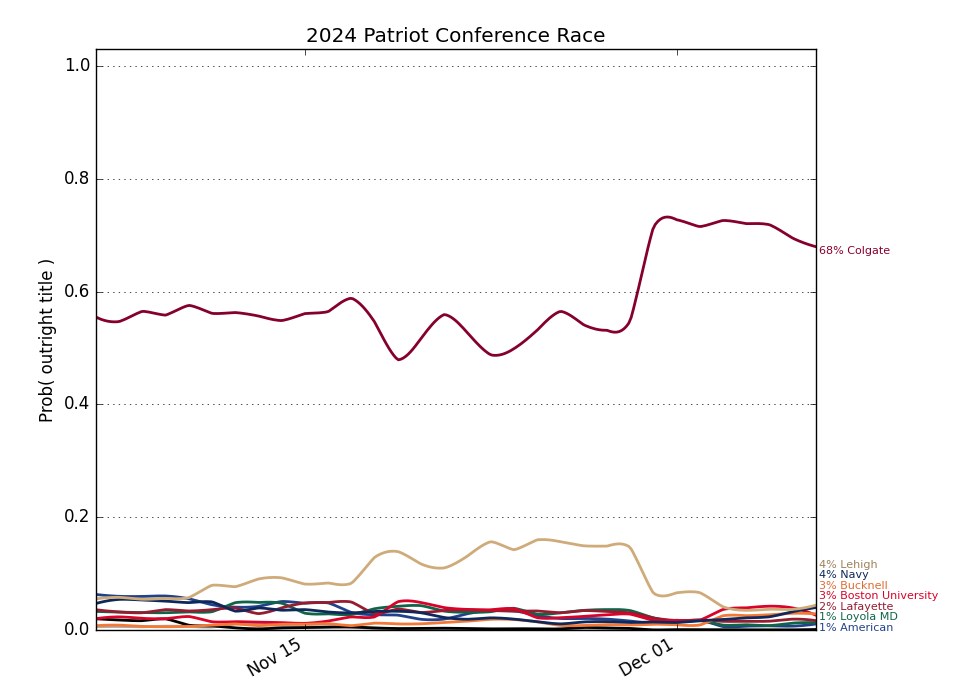 2024 Patriot Conference Race
Prob( outright title )
1.0
0.8
0.6
0.4
0.2
0.0
Nov 15
Dec 01
68% Colgate
4% Lehigh
4% Navy
3% Bucknell
3% Boston University
2% Lafayette
1% Loyola MD
1% American